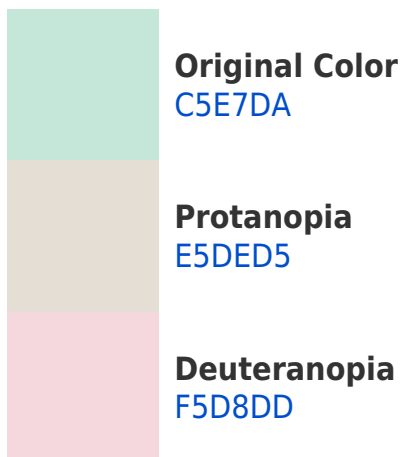 Original Color
C5E7DA
Protanopia
E5DED5
Deuteranopia
F5D8DD